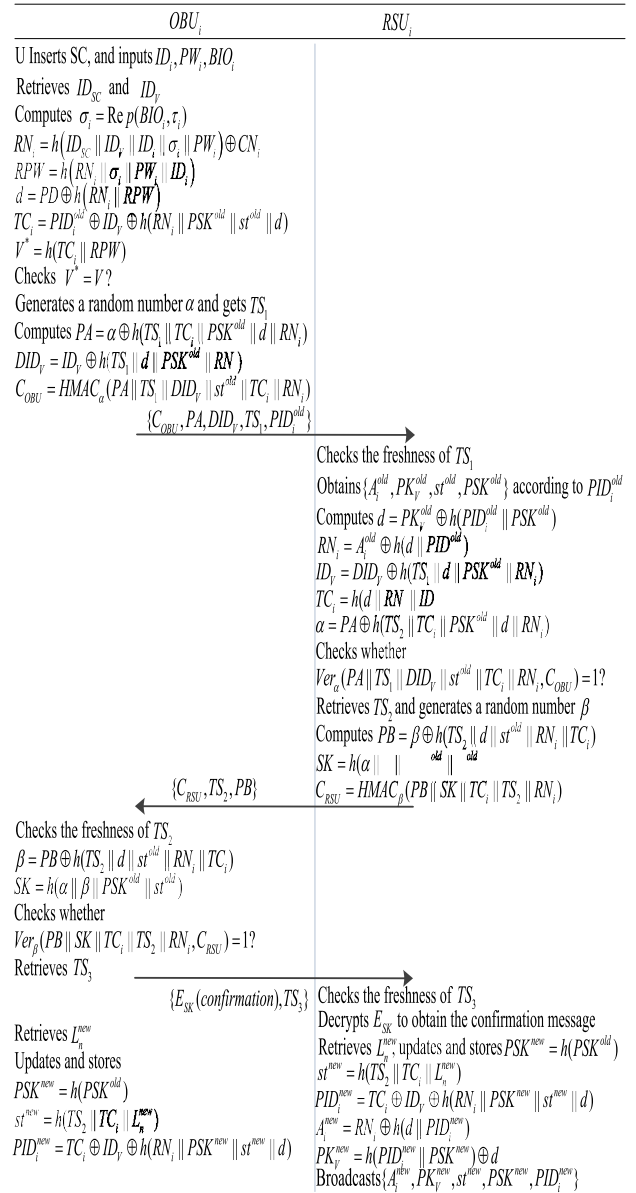 OBU_i RSU_i
U Inserts SC, and inputs ID_i, PW_i, BIO_i
Retrieves ID_SC and ID_V
Computes σ_i = Re p(BIO_i, τ_i)
RN_i = h(ID_SC || ID_V || ID_i || σ_i || PW_i) ⊕ CN_i
RPW = h(RN_i || σ_i || PW_i || ID_i)
d = PD ⊕ h(RN_i || RPW)
TC_i = PID_i^old ⊕ ID_V ⊕ h(RN_i || PSK^old || st^old || d)
V^* = h(TC_i || RPW)
Checks V^* = V?
Generates a random number α and gets TS_1
Computes PA = α ⊕ h(TS_1 || TC_i || PSK^old || d || RN_i)
DID_V = ID_V ⊕ h(TS_1 || d || PSK^old || RN)
C_OBU = HMAC_α(PA || TS_1 || DID_V || st^old || TC_i || RN_i)
{C_OBU, PA, DID_V, TS_1, PID_i^old}
Checks the freshness of TS_1
Obtains {A_i^old, PK_V^old, st^old, PSK^old} according to PID_i^old
Computes d = PK_V^old ⊕ h(PID_i^old || PSK^old)
RN_i = A_i^old ⊕ h(d || PID^old)
ID_V = DID_V ⊕ h(TS_1 || d || PSK^old || RN_i)
TC_i = h(d || RN || ID
α = PA ⊕ h(TS_2 || TC_i || PSK^old || d || RN_i)
Checks whether
Ver_α(PA || TS_1 || DID_V || st^old || TC_i || RN_i, C_OBU) = 1?
Retrieves TS_2 and generates a random number β
Computes PB = β ⊕ h(TS_2 || d || st^old || RN_i || TC_i)
SK = h(α || || ^old || ^old
C_RSU = HMAC_β(PB || SK || TC_i || TS_2 || RN_i)
{C_RSU, TS_2, PB}
Checks the freshness of TS_2
β = PB ⊕ h(TS_2 || d || st^old || RN_i || TC_i)
SK = h(α || β || PSK^old || st^old)
Checks whether
Ver_β(PB || SK || TC_i || TS_2 || RN_i, C_RSU) = 1?
Retrieves TS_3
{E_SK(confirmation), TS_3}
Checks the freshness of TS_3
Decrypts E_SK to obtain the confirmation message
Retrieves L_n^new, updates and stores PSK^new = h(PSK^old)
st^new = h(TS_2 || TC_i || L_n^new)
PID_i^new = TC_i ⊕ ID_V ⊕ h(RN_i || PSK^new || st^new || d)
A_i^new = RN_i ⊕ h(d || PID_i^new)
PK_V^new = h(PID_i^new || PSK^new) ⊕ d
Broadcasts {A_i^new, PK_V^new, st^new, PSK^new, PID_i^new}
Retrieves L_n^new
Updates and stores
PSK^new = h(PSK^old)
st^new = h(TS_2 || TC_i || L_n^new)
PID_i^new = TC_i ⊕ ID_V ⊕ h(RN_i || PSK^new || st^new || d)